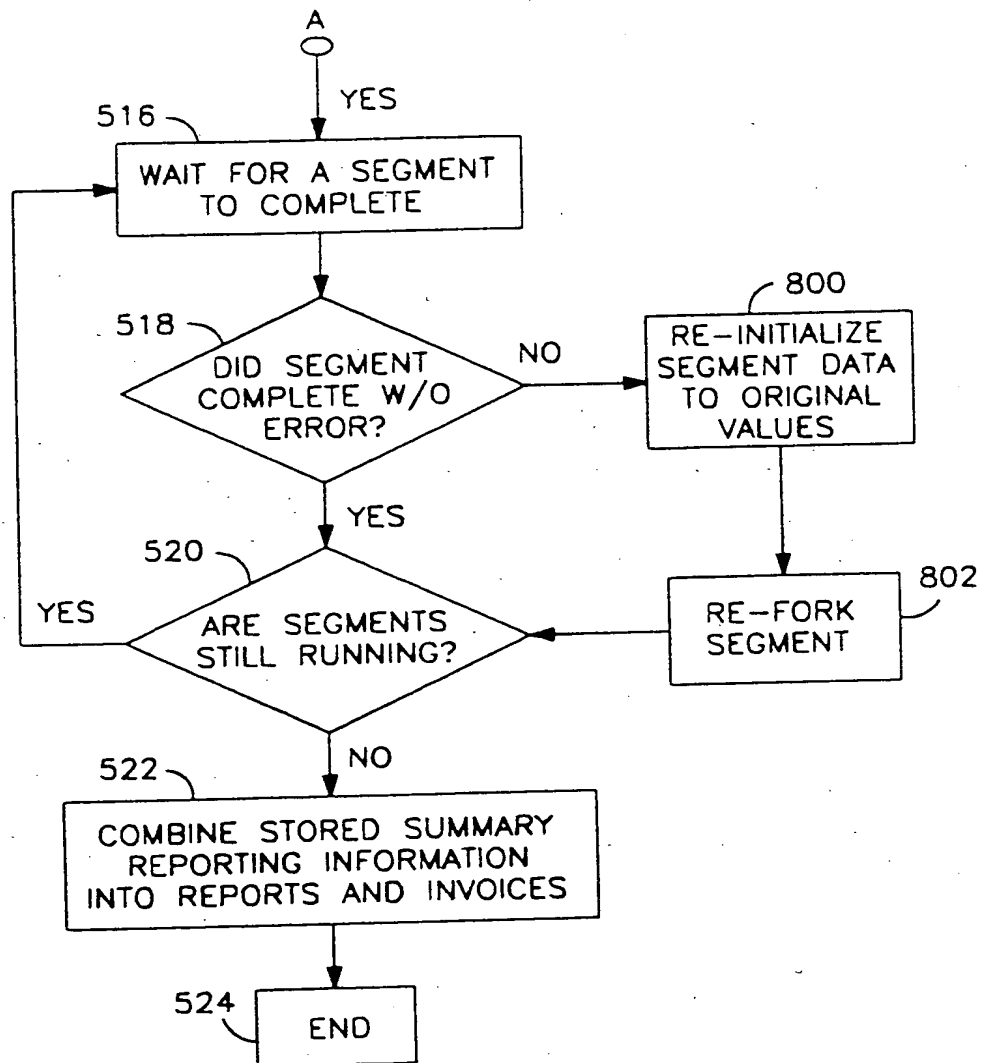 A
YES
516
WAIT FOR A SEGMENT
TO COMPLETE
800
518
DID SEGMENT
COMPLETE W/O
ERROR?
NO
RE-INITIALIZE
SEGMENT DATA
TO ORIGINAL
VALUES
YES
520
YES
ARE SEGMENTS
STILL RUNNING?
RE-FORK
SEGMENT
802
NO
522
COMBINE STORED SUMMARY
REPORTING INFORMATION
INTO REPORTS AND INVOICES
524
END